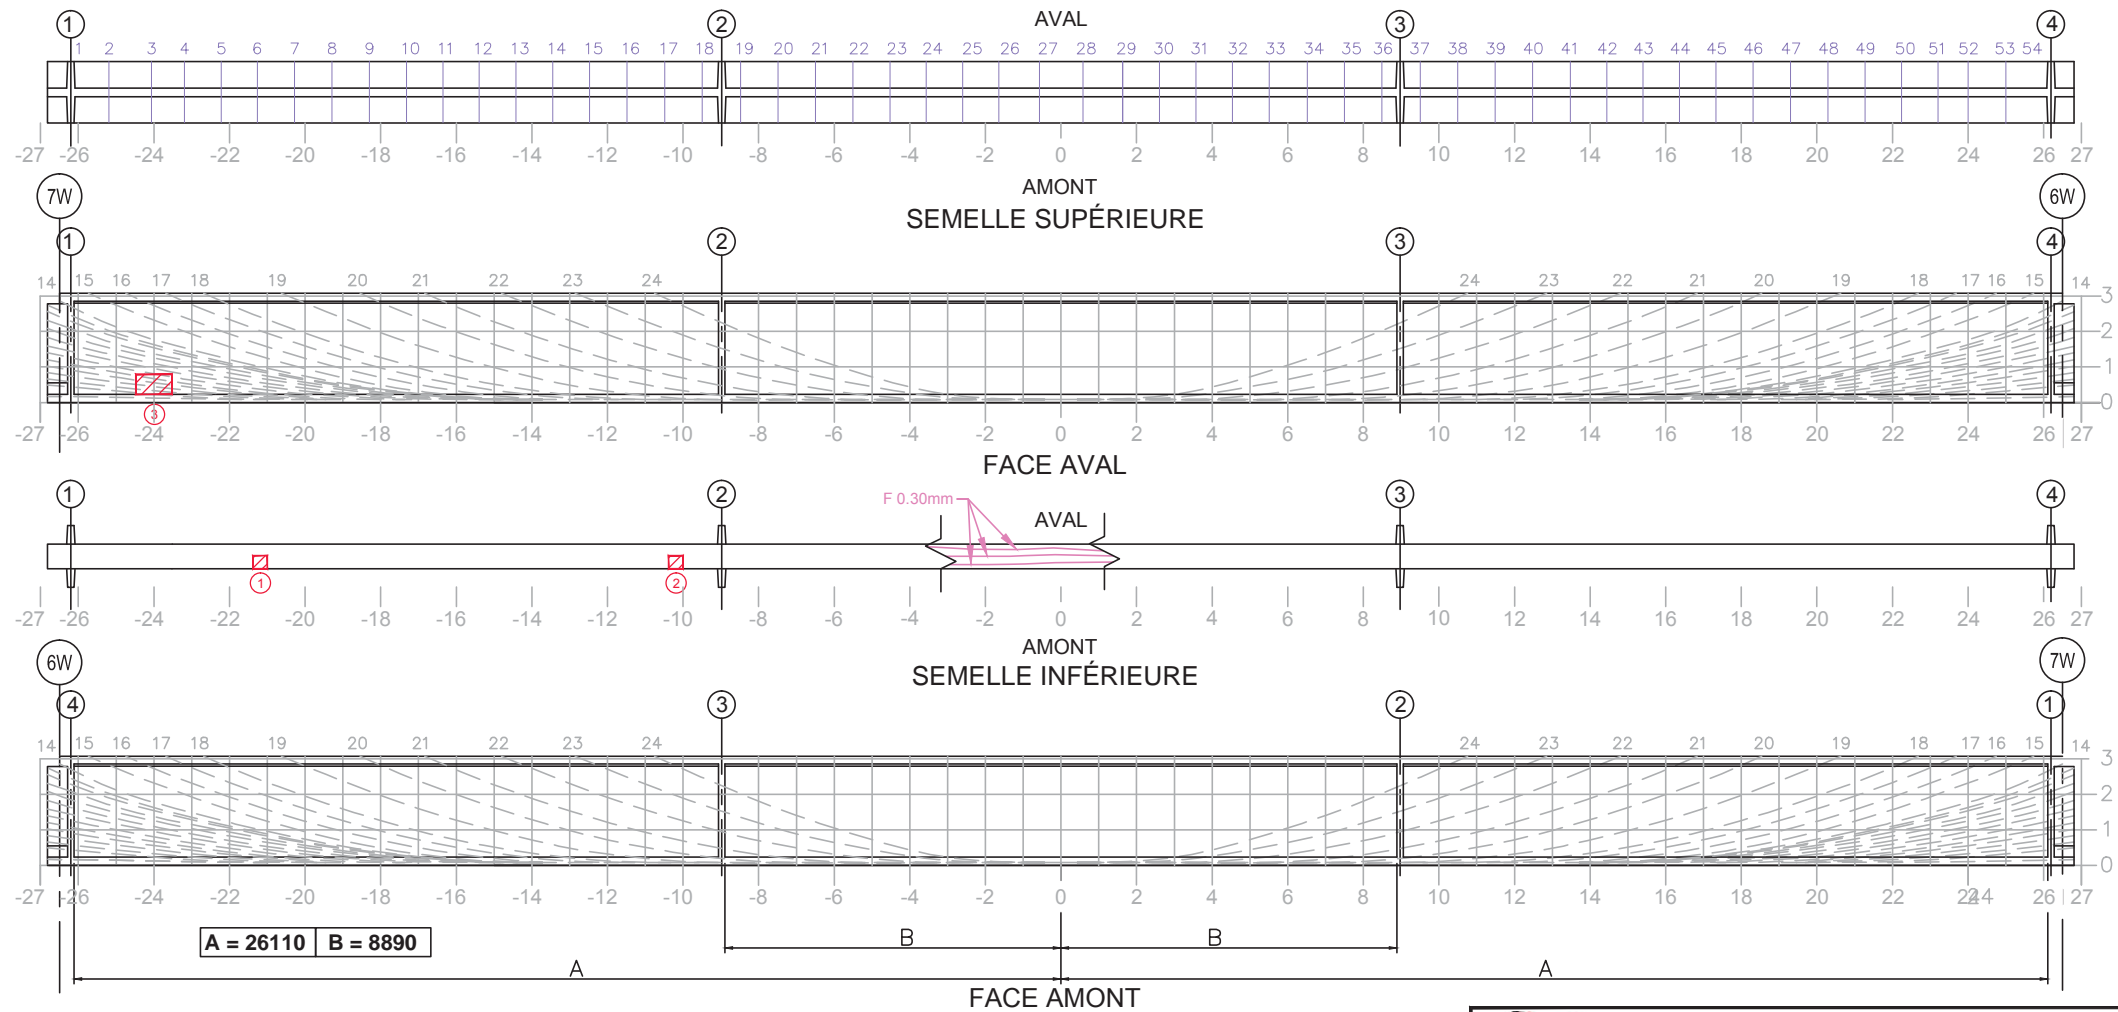 1 2 AVAL 3 4
1 2 3 4 5 6 7 8 9 10 11 12 13 14 15 16 17 18 19 20 21 22 23 24 25 26 27 28 29 30 31 32 33 34 35 36 37 38 39 40 41 42 43 44 45 46 47 48 49 50 51 52 53 54
-27 -26 -24 -22 -20 -18 -16 -14 -12 -10 -8 -6 -4 -2 0 2 4 6 8 10 12 14 16 18 20 22 24 26 27
AMONT
7W SEMELLE SUPÉRIEURE 6W
1 2 3 4
14 15 16 17 18 19 20 21 22 23 24 24 23 22 21 20 19 18 17 16 15 14
3
2
1
0
3
-27 -26 -24 -22 -20 -18 -16 -14 -12 -10 -8 -6 -4 -2 0 2 4 6 8 10 12 14 16 18 20 22 24 26 27
FACE AVAL
1 2 3 4
F 0.30mm
AVAL
1 2
-27 -26 -24 -22 -20 -18 -16 -14 -12 -10 -8 -6 -4 -2 0 2 4 6 8 10 12 14 16 18 20 22 24 26 27
AMONT
6W SEMELLE INFÉRIEURE 7W
4 3 2 1
14 15 16 17 18 19 20 21 22 23 24 24 23 22 21 20 19 18 17 16 15 14
3
2
1
0
-27 -26 -24 -22 -20 -18 -16 -14 -12 -10 -8 -6 -4 -2 0 2 4 6 8 10 12 14 16 18 20 22 24 26 27
A = 26110 B = 8890
B B
A A
FACE AMONT